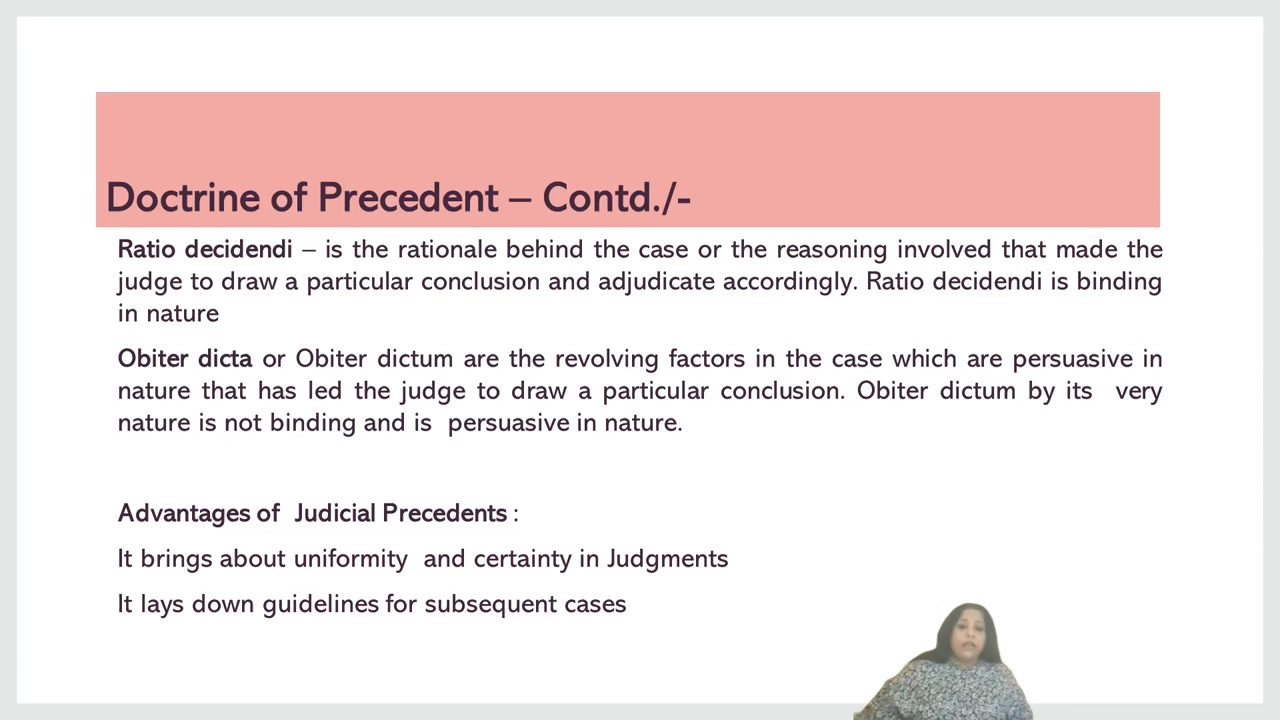 Doctrine of Precedent – Contd./-
Ratio decidendi – is the rationale behind the case or the reasoning involved that made the
judge to draw a particular conclusion and adjudicate accordingly. Ratio decidendi is binding
in nature
Obiter dicta or Obiter dictum are the revolving factors in the case which are persuasive in
nature that has led the judge to draw a particular conclusion. Obiter dictum by its very
nature is not binding and is persuasive in nature.
Advantages of Judicial Precedents :
It brings about uniformity and certainty in Judgments
It lays down guidelines for subsequent cases